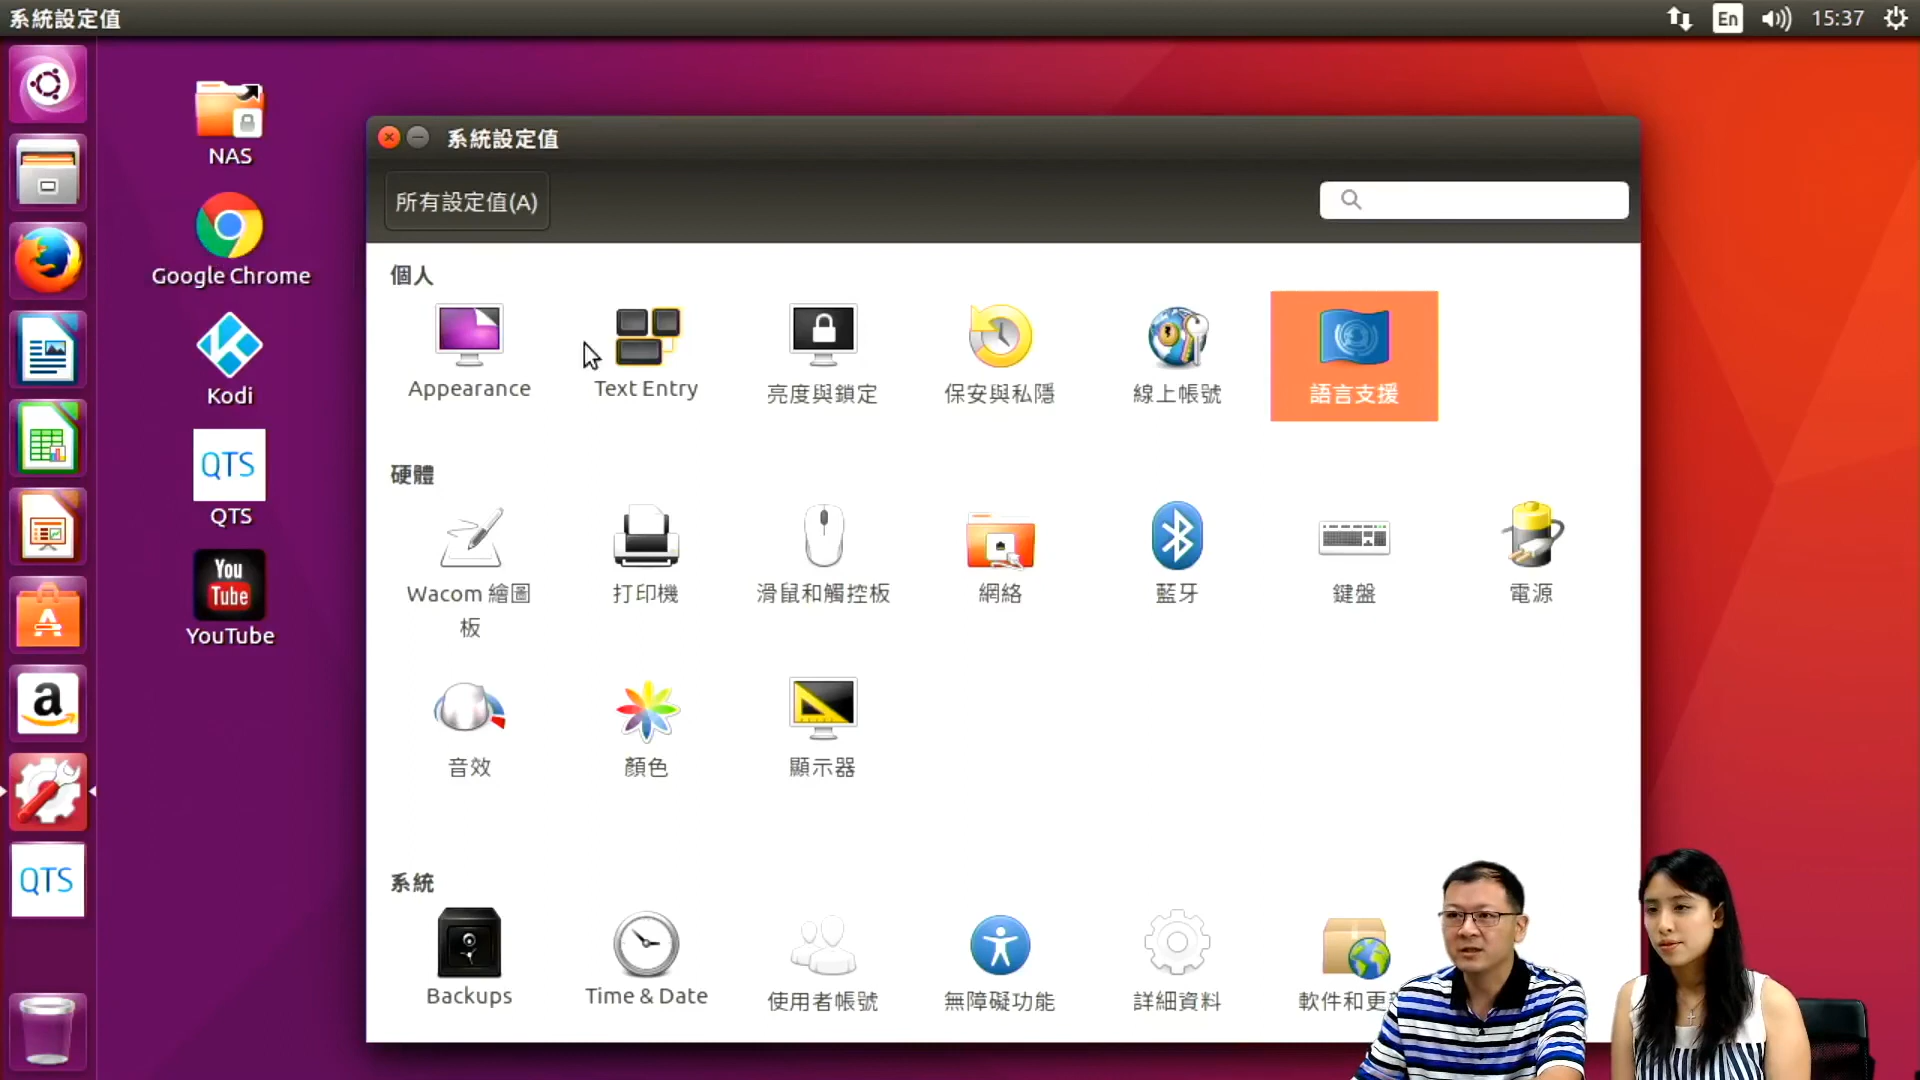 系統設定值
En
15:37
NAS
Google Chrome
Kodi
QTS
QTS
You
Tube
YouTube
a
QTS
系統設定值
所有設定值(A)
個人
Appearance
Text Entry
亮度與鎖定
保安與私隱
線上帳號
語言支援
硬體
Wacom 繪圖
板
打印機
滑鼠和觸控板
網絡
藍牙
鍵盤
電源
音效
顏色
顯示器
系統
Backups
Time & Date
使用者帳號
無障礙功能
詳細資料
軟件和更